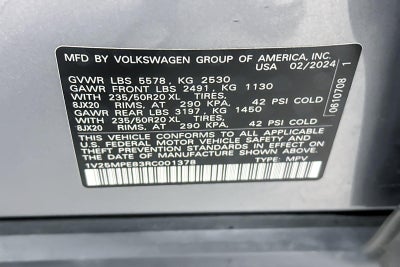 MFD BY VOLKSWAGEN GROUP OF AMERICA, INC.
USA 02/2024
GVWR LBS 5578, KG 2530
GAWR FRONT LBS 2491, KG 1130
WITH 235/50R20 XL TIRES,
8JX20 RIMS, AT 290 KPA, 42 PSI COLD
GAWR REAR LBS 3197, KG 1450
WITH 235/50R20 XL TIRES,
8JX20 RIMS, AT 290 KPA, 42 PSI COLD
THIS VEHICLE CONFORMS TO ALL APPLICABLE
U.S. FEDERAL MOTOR VEHICLE SAFETY AND
THEFT PREVENTION STANDARDS IN EFFECT
ON THE DATE OF MANUFACTURE SHOWN ABOVE
1V25MPE83RC001378 TYPE: MPV
0610708 1